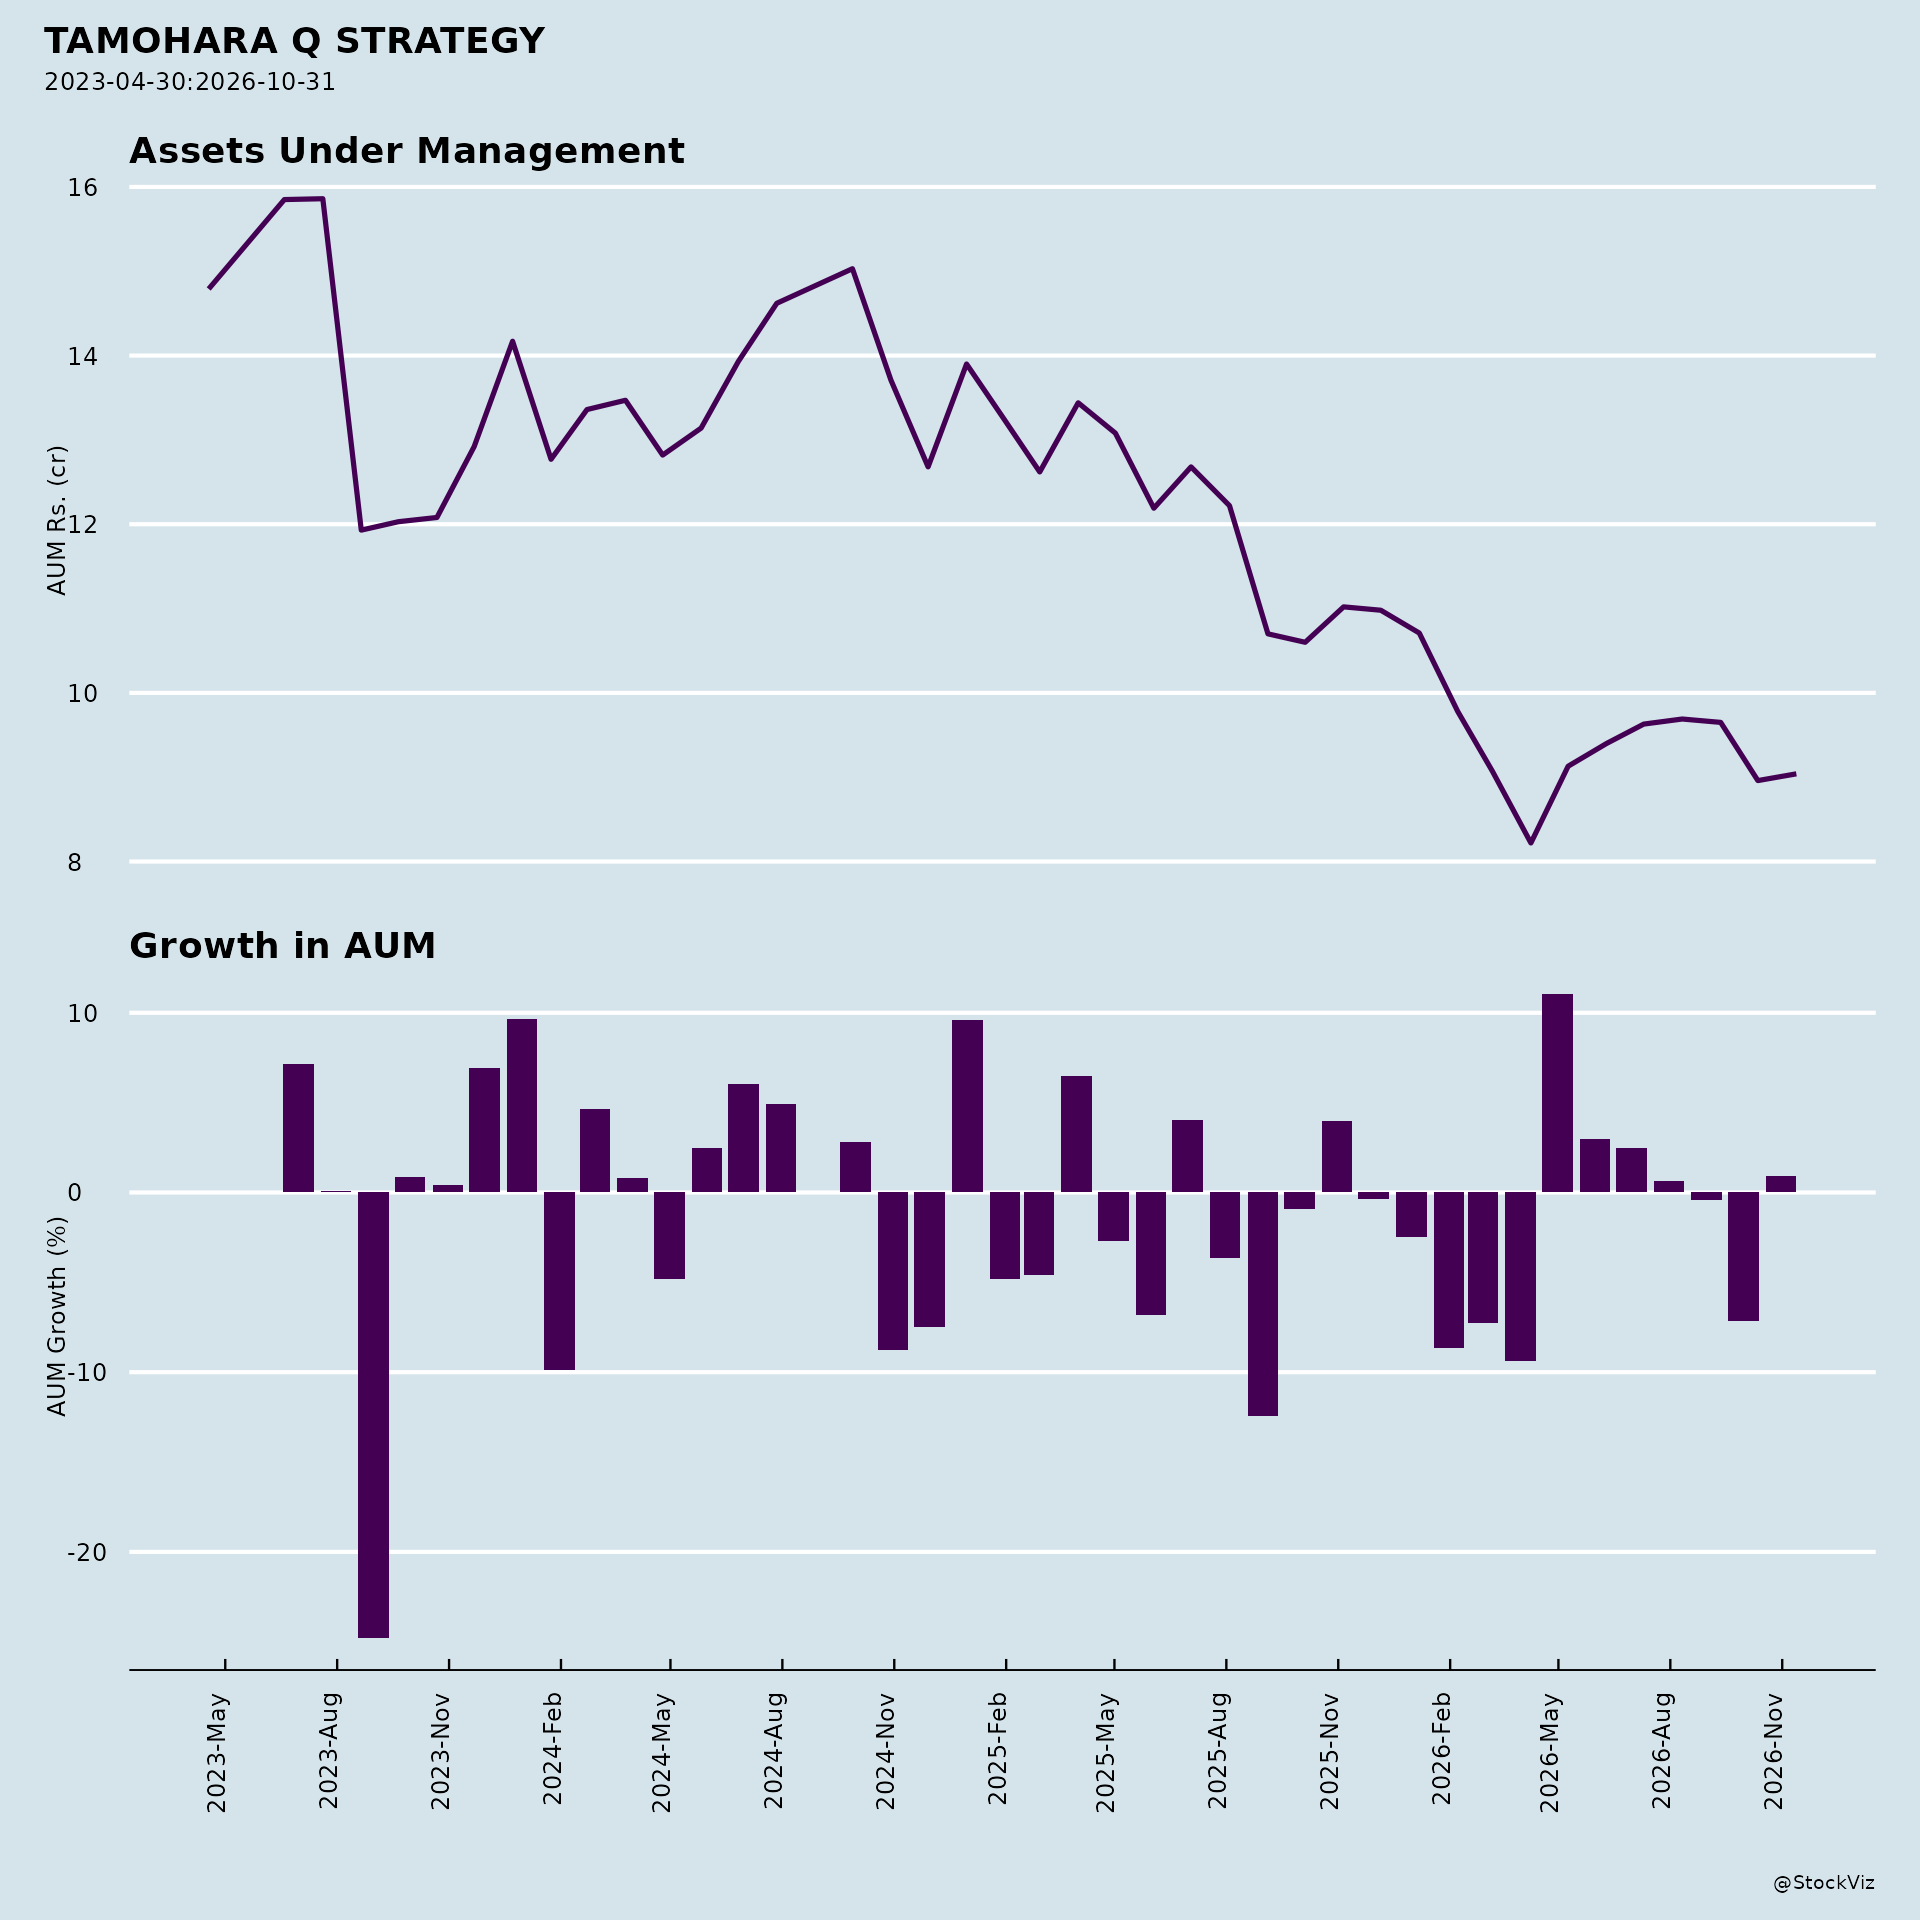 TAMOHARA Q STRATEGY
2023-04-30:2026-10-31
Assets Under Management
AUM Rs. (cr)
16
14
12
10
8
Growth in AUM
AUM Growth (%)
10
0
-10
-20
2023-May
2023-Aug
2023-Nov
2024-Feb
2024-May
2024-Aug
2024-Nov
2025-Feb
2025-May
2025-Aug
2025-Nov
2026-Feb
2026-May
2026-Aug
2026-Nov
@StockViz